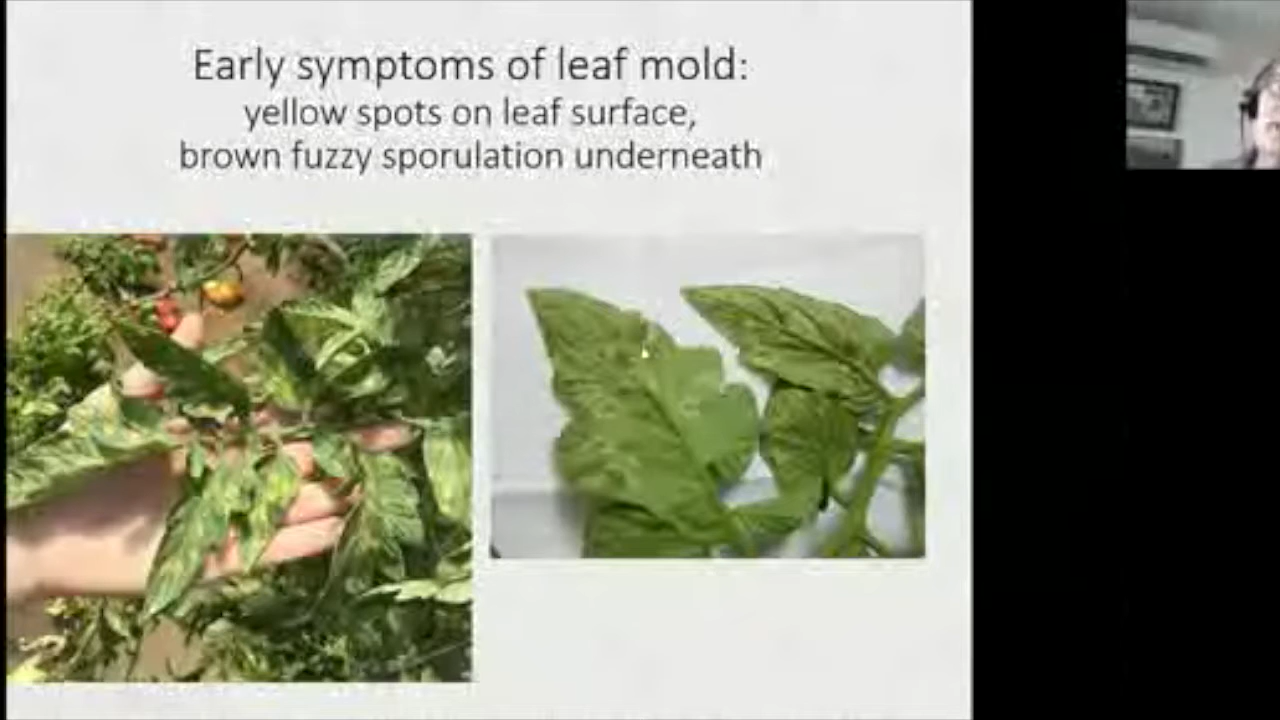 Early symptoms of leaf mold:
yellow spots on leaf surface,
brown fuzzy sporulation underneath